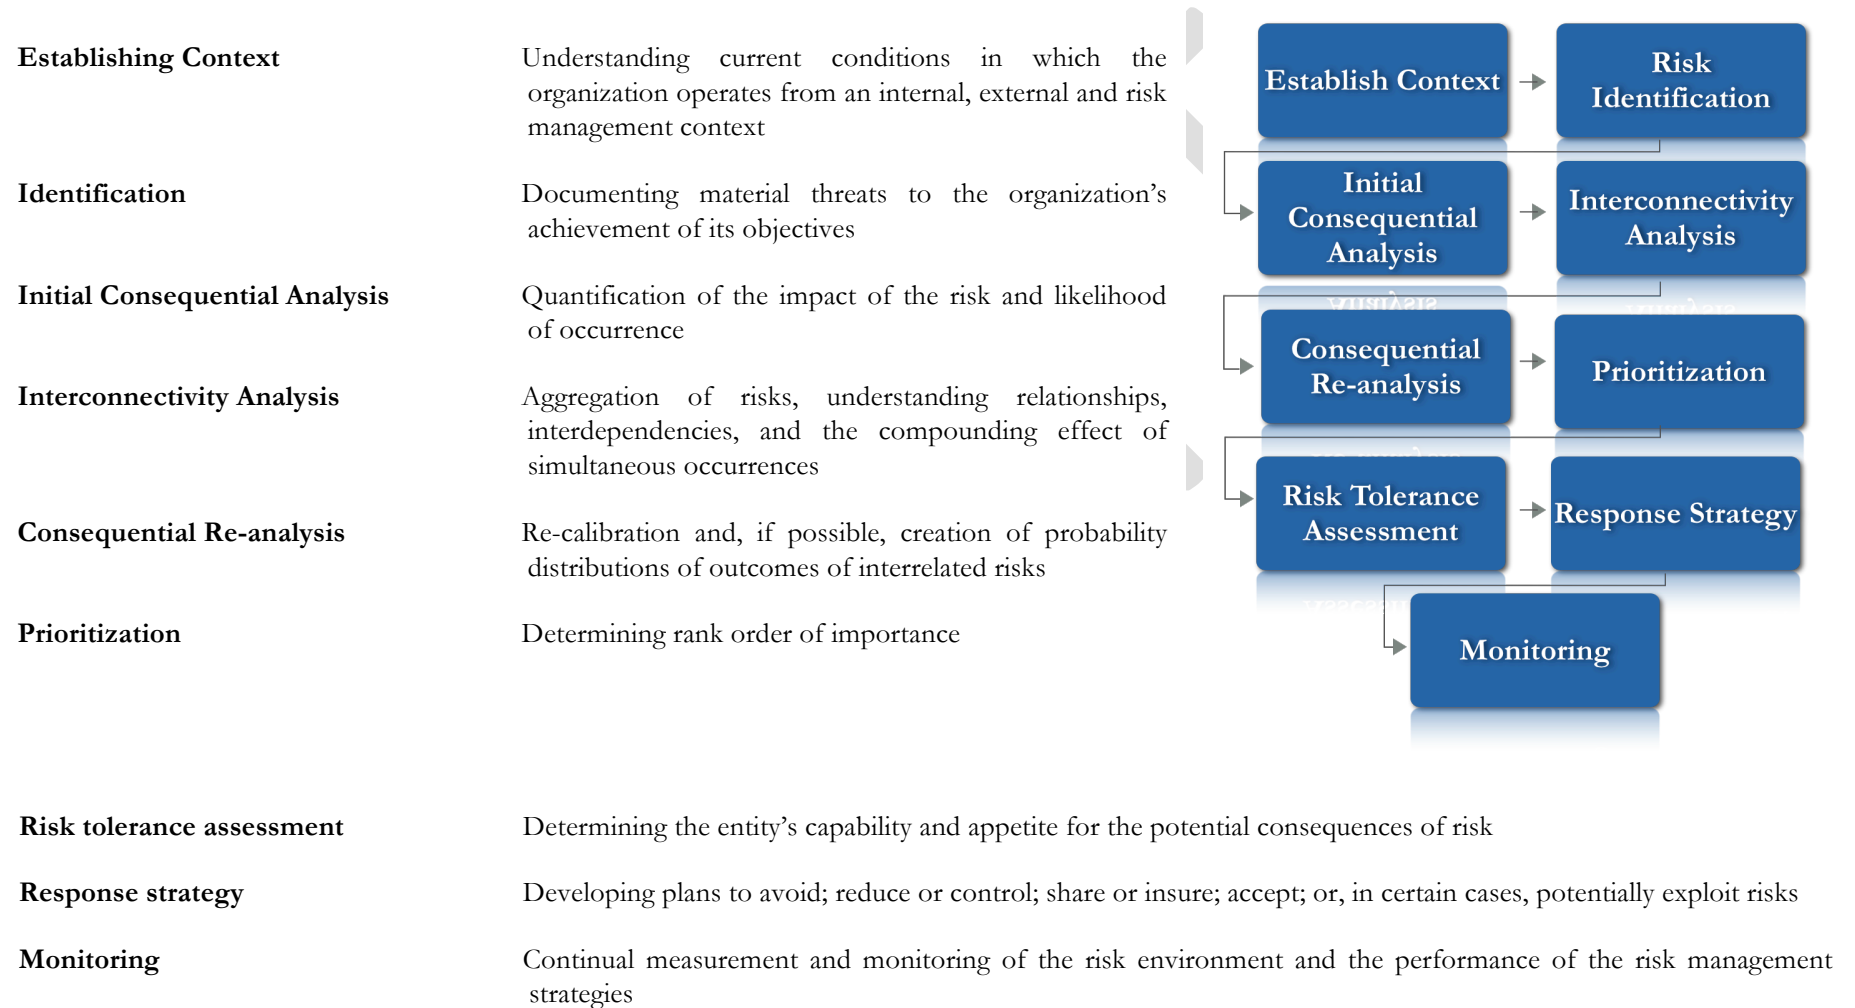 Establishing Context
Understanding current conditions in which the
organization operates from an internal, external and risk
management context
Identification
Documenting material threats to the organization’s
achievement of its objectives
Initial Consequential Analysis
Quantification of the impact of the risk and likelihood
of occurrence
Interconnectivity Analysis
Aggregation of risks, understanding relationships,
interdependencies, and the compounding effect of
simultaneous occurrences
Consequential Re-analysis
Re-calibration and, if possible, creation of probability
distributions of outcomes of interrelated risks
Prioritization
Determining rank order of importance
Establish Context
Risk
Identification
Initial
Consequential
Analysis
Interconnectivity
Analysis
Consequential
Re-analysis
Prioritization
Risk Tolerance
Assessment
Response Strategy
Monitoring
Risk tolerance assessment
Determining the entity’s capability and appetite for the potential consequences of risk
Response strategy
Developing plans to avoid; reduce or control; share or insure; accept; or, in certain cases, potentially exploit risks
Monitoring
Continual measurement and monitoring of the risk environment and the performance of the risk management
strategies